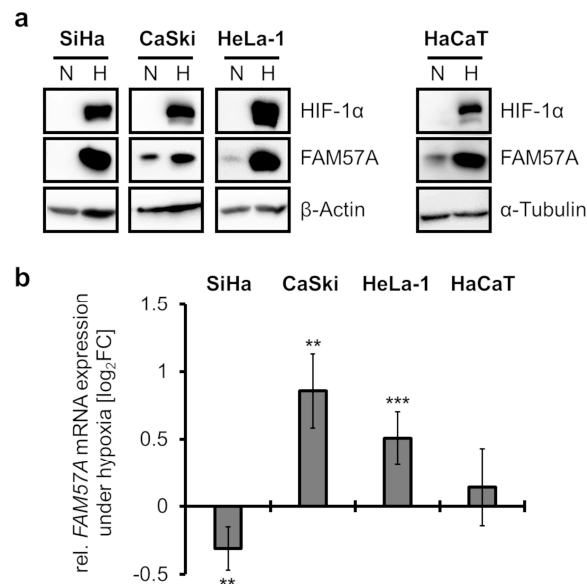 a
SiHa CaSki HeLa-1 HaCaT
N H N H N H N H
HIF-1α HIF-1α
FAM57A FAM57A
β-Actin α-Tubulin
b
SiHa CaSki HeLa-1 HaCaT
rel. FAM57A mRNA expression
under hypoxia [log₂FC]
1.5
1
0.5
0
-0.5
**
**
***